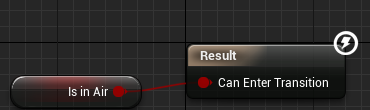 Result
Is in Air
Can Enter Transition